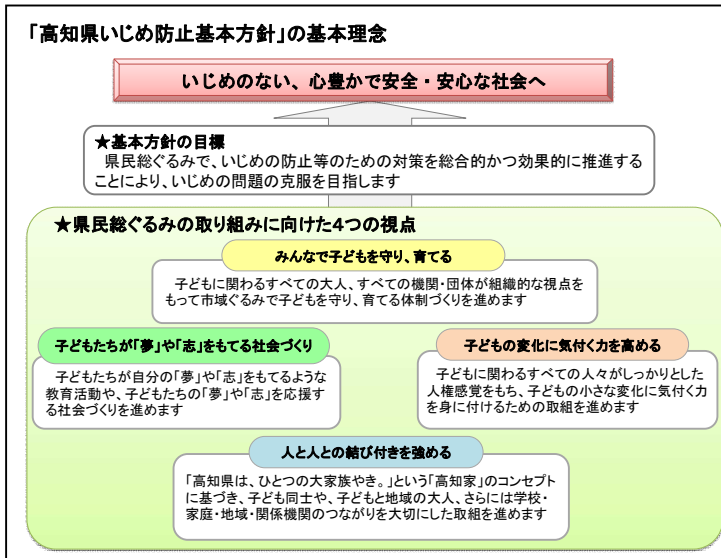 「高知県いじめ防止基本方針」の基本理念
いじめのない、心豊かで安全・安心な社会へ
★基本方針の目標
県民総ぐるみで、いじめの防止等のための対策を総合的かつ効果的に推進する
ことにより、いじめの問題の克服を目指します
★県民総ぐるみの取り組みに向けた4つの視点
みんなで子どもを守り、育てる
子どもに関わるすべての大人、すべての機関・団体が組織的な視点を
もって市域ぐるみで子どもを守り、育てる体制づくりを進めます
子どもたちが「夢」や「志」をもてる社会づくり
子どもたちが自分の「夢」や「志」をもてるような
教育活動や、子どもたちの「夢」や「志」を応援す
る社会づくりを進めます
子どもの変化に気付く力を高める
子どもに関わるすべての人々がしっかりとした
人権感覚をもち、子どもの小さな変化に気付く力
を身に付けるための取組を進めます
人と人との結び付きを強める
「高知県は、ひとつの大家族やき。」という「高知家」のコンセプト
に基づき、子ども同士や、子どもと地域の大人、さらには学校・
家庭・地域・関係機関のつながりを大切にした取組を進めます